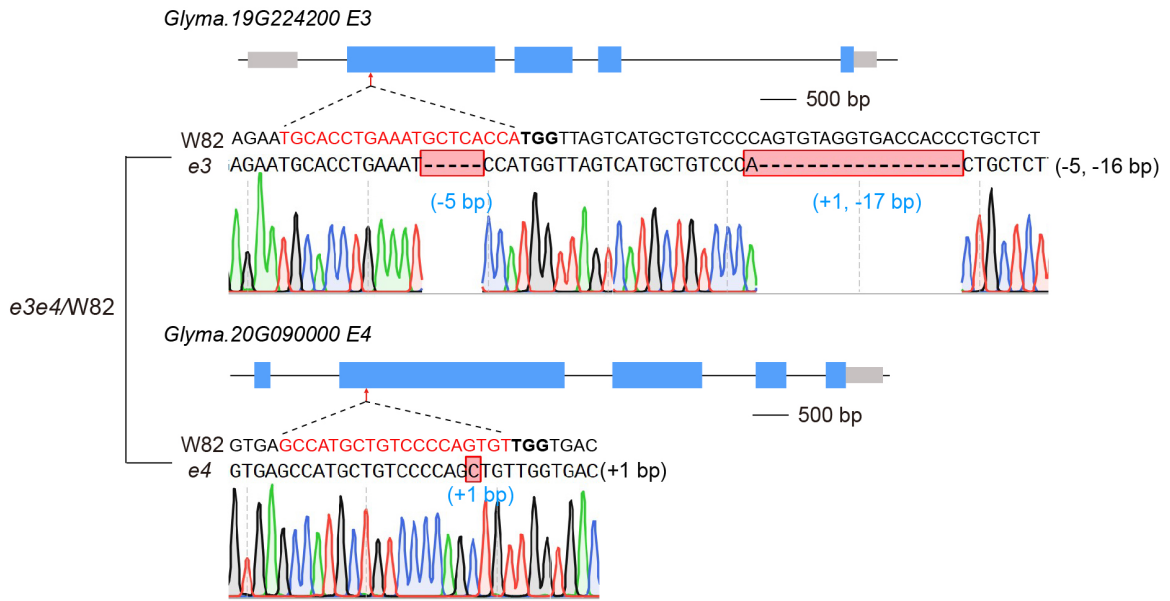 Glyma.19G224200 E3
500 bp
W82 AGAATGCACCTGAAATGCTCACCATGGTTAGTCATGCTGTCCCCAGTGTAGGTGACCACCCTGCTCT
e3 AGAATGCACCTGAAAT-----CCATGGTTAGTCATGCTGTCCCA-----------------CTGCTCT (-5, -16 bp)
(-5 bp) (+1, -17 bp)
e3e4/W82
Glyma.20G090000 E4
500 bp
W82 GTGAGCCATGCTGTCCCCAGTGTTGGTGAC
e4 GTGAGCCATGCTGTCCCCAGCTGTTGGTGAC (+1 bp)
(+1 bp)